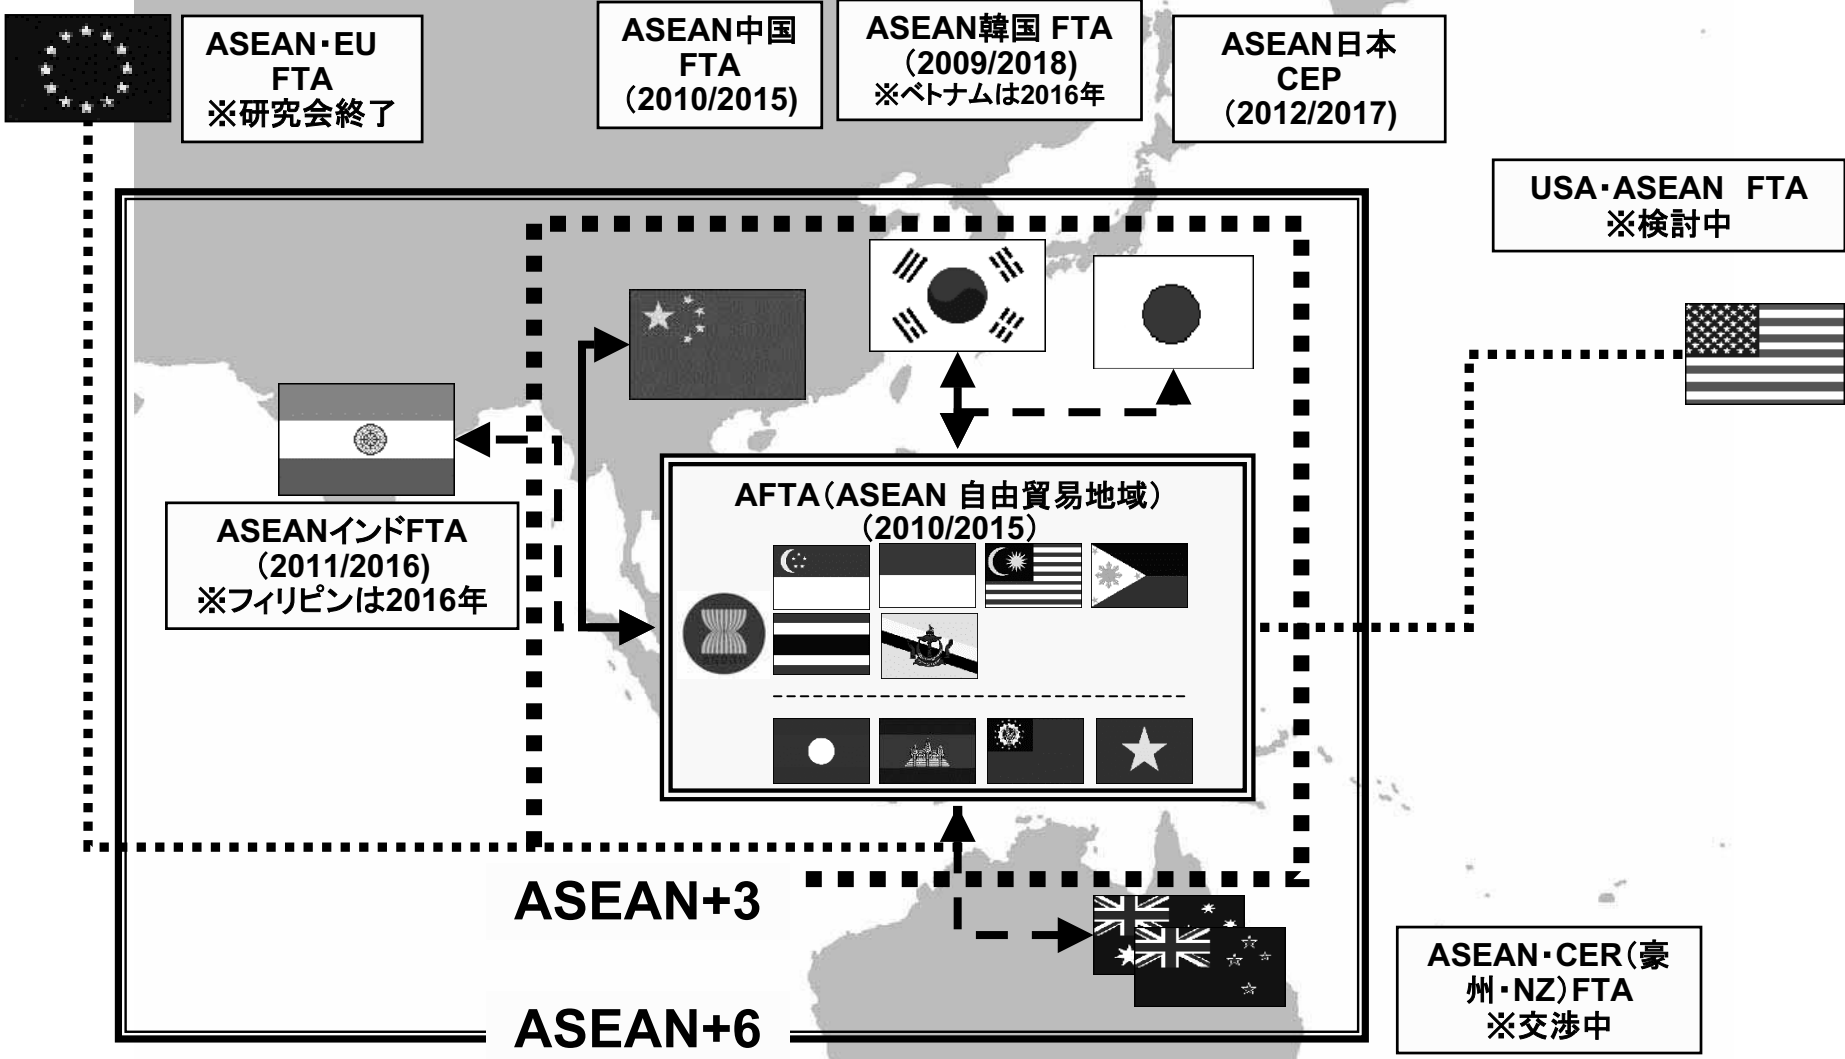 ASEAN・EU
FTA
※研究会終了
ASEAN中国
FTA
（2010/2015)
ASEAN韓国 FTA
（2009/2018)
※ベトナムは2016年
ASEAN日本
CEP
（2012/2017)
USA・ASEAN　FTA
※検討中
ASEANインドFTA
（2011/2016)
※フィリピンは2016年
AFTA（ASEAN 自由貿易地域）
（2010/2015）
asean
ASEAN+3
ASEAN・CER（豪
州・NZ）FTA
※交渉中
ASEAN+6